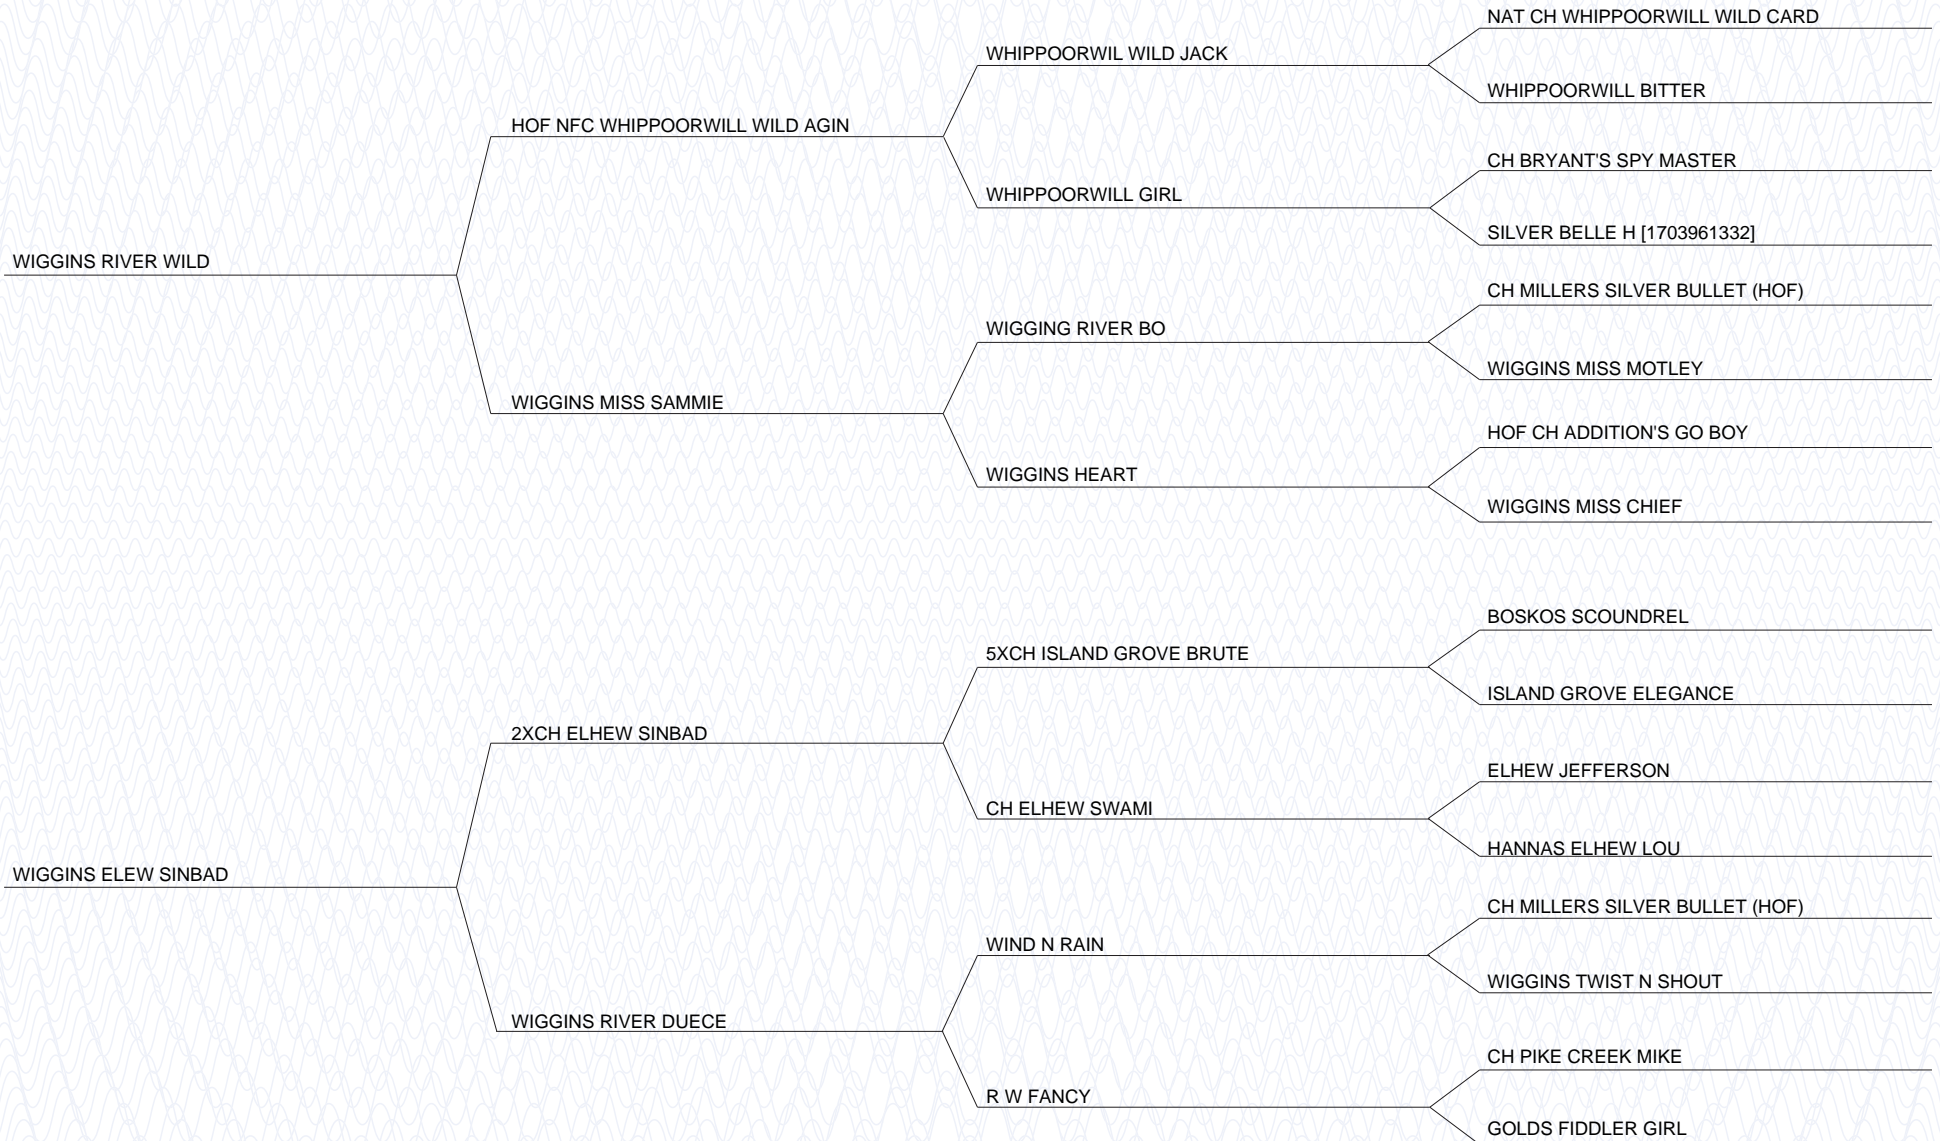 NAT CH WHIPPOORWILL WILD CARD
WHIPPOORWIL WILD JACK
WHIPPOORWILL BITTER
HOF NFC WHIPPOORWILL WILD AGIN
CH BRYANT'S SPY MASTER
WHIPPOORWILL GIRL
SILVER BELLE H [1703961332]
WIGGINS RIVER WILD
CH MILLERS SILVER BULLET (HOF)
WIGGING RIVER BO
WIGGINS MISS MOTLEY
WIGGINS MISS SAMMIE
HOF CH ADDITION'S GO BOY
WIGGINS HEART
WIGGINS MISS CHIEF
BOSKOS SCOUNDREL
5XCH ISLAND GROVE BRUTE
ISLAND GROVE ELEGANCE
2XCH ELHEW SINBAD
ELHEW JEFFERSON
CH ELHEW SWAMI
HANNAS ELHEW LOU
WIGGINS ELEW SINBAD
CH MILLERS SILVER BULLET (HOF)
WIND N RAIN
WIGGINS TWIST N SHOUT
WIGGINS RIVER DUECE
CH PIKE CREEK MIKE
R W FANCY
GOLDS FIDDLER GIRL